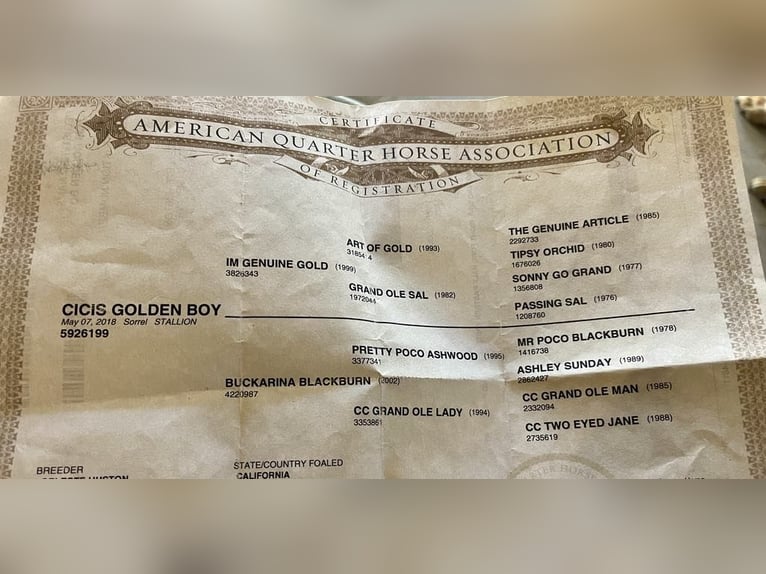 CERTIFICATE
AMERICAN QUARTER HORSE ASSOCIATION
OF REGISTRATION
THE GENUINE ARTICLE (1985)
2292733
ART OF GOLD (1993)
TIPSY ORCHID (1980)
1676026
IM GENUINE GOLD (1999)
3826343
SONNY GO GRAND (1977)
1356808
GRAND OLE SAL (1982)
1972044
PASSING SAL (1976)
1208760
CICIS GOLDEN BOY
May 07, 2018 Sorrel STALLION
5926199
MR POCO BLACKBURN (1978)
1416738
PRETTY POCO ASHWOOD (1995)
3377341
ASHLEY SUNDAY (1989)
2862427
BUCKARINA BLACKBURN (2002)
4220987
CC GRAND OLE MAN (1985)
2332094
CC GRAND OLE LADY (1994)
3353861
CC TWO EYED JANE (1988)
2735619
BREEDER
STATE/COUNTRY FOALED
CALIFORNIA